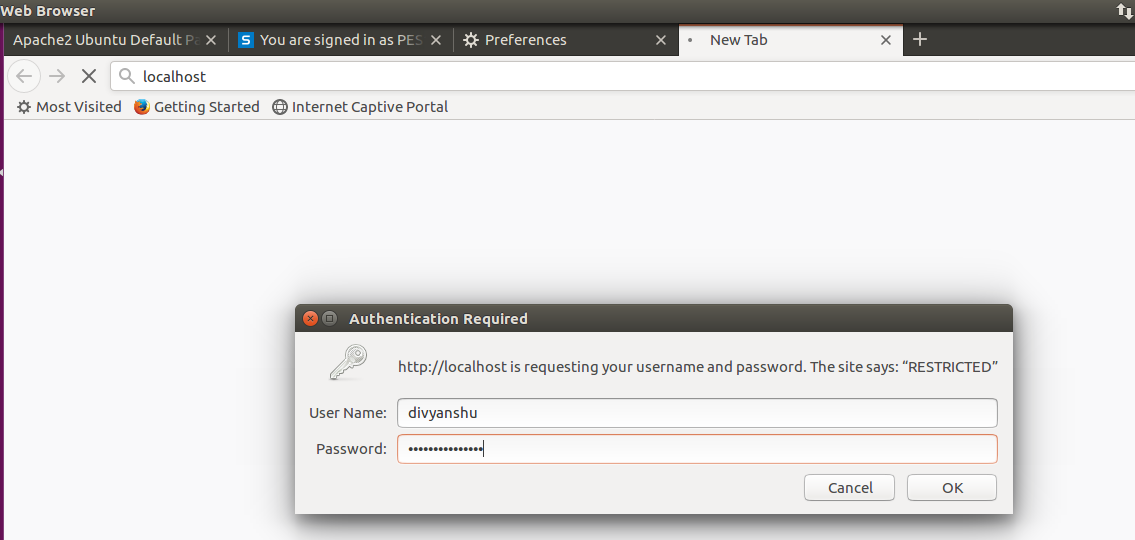 Web Browser
Apache2 Ubuntu Default Pa
You are signed in as PES
Preferences
New Tab
localhost
Most Visited Getting Started Internet Captive Portal
Authentication Required
http://localhost is requesting your username and password. The site says: “RESTRICTED”
User Name: divyanshu
Password: •••••••••••••••
Cancel OK